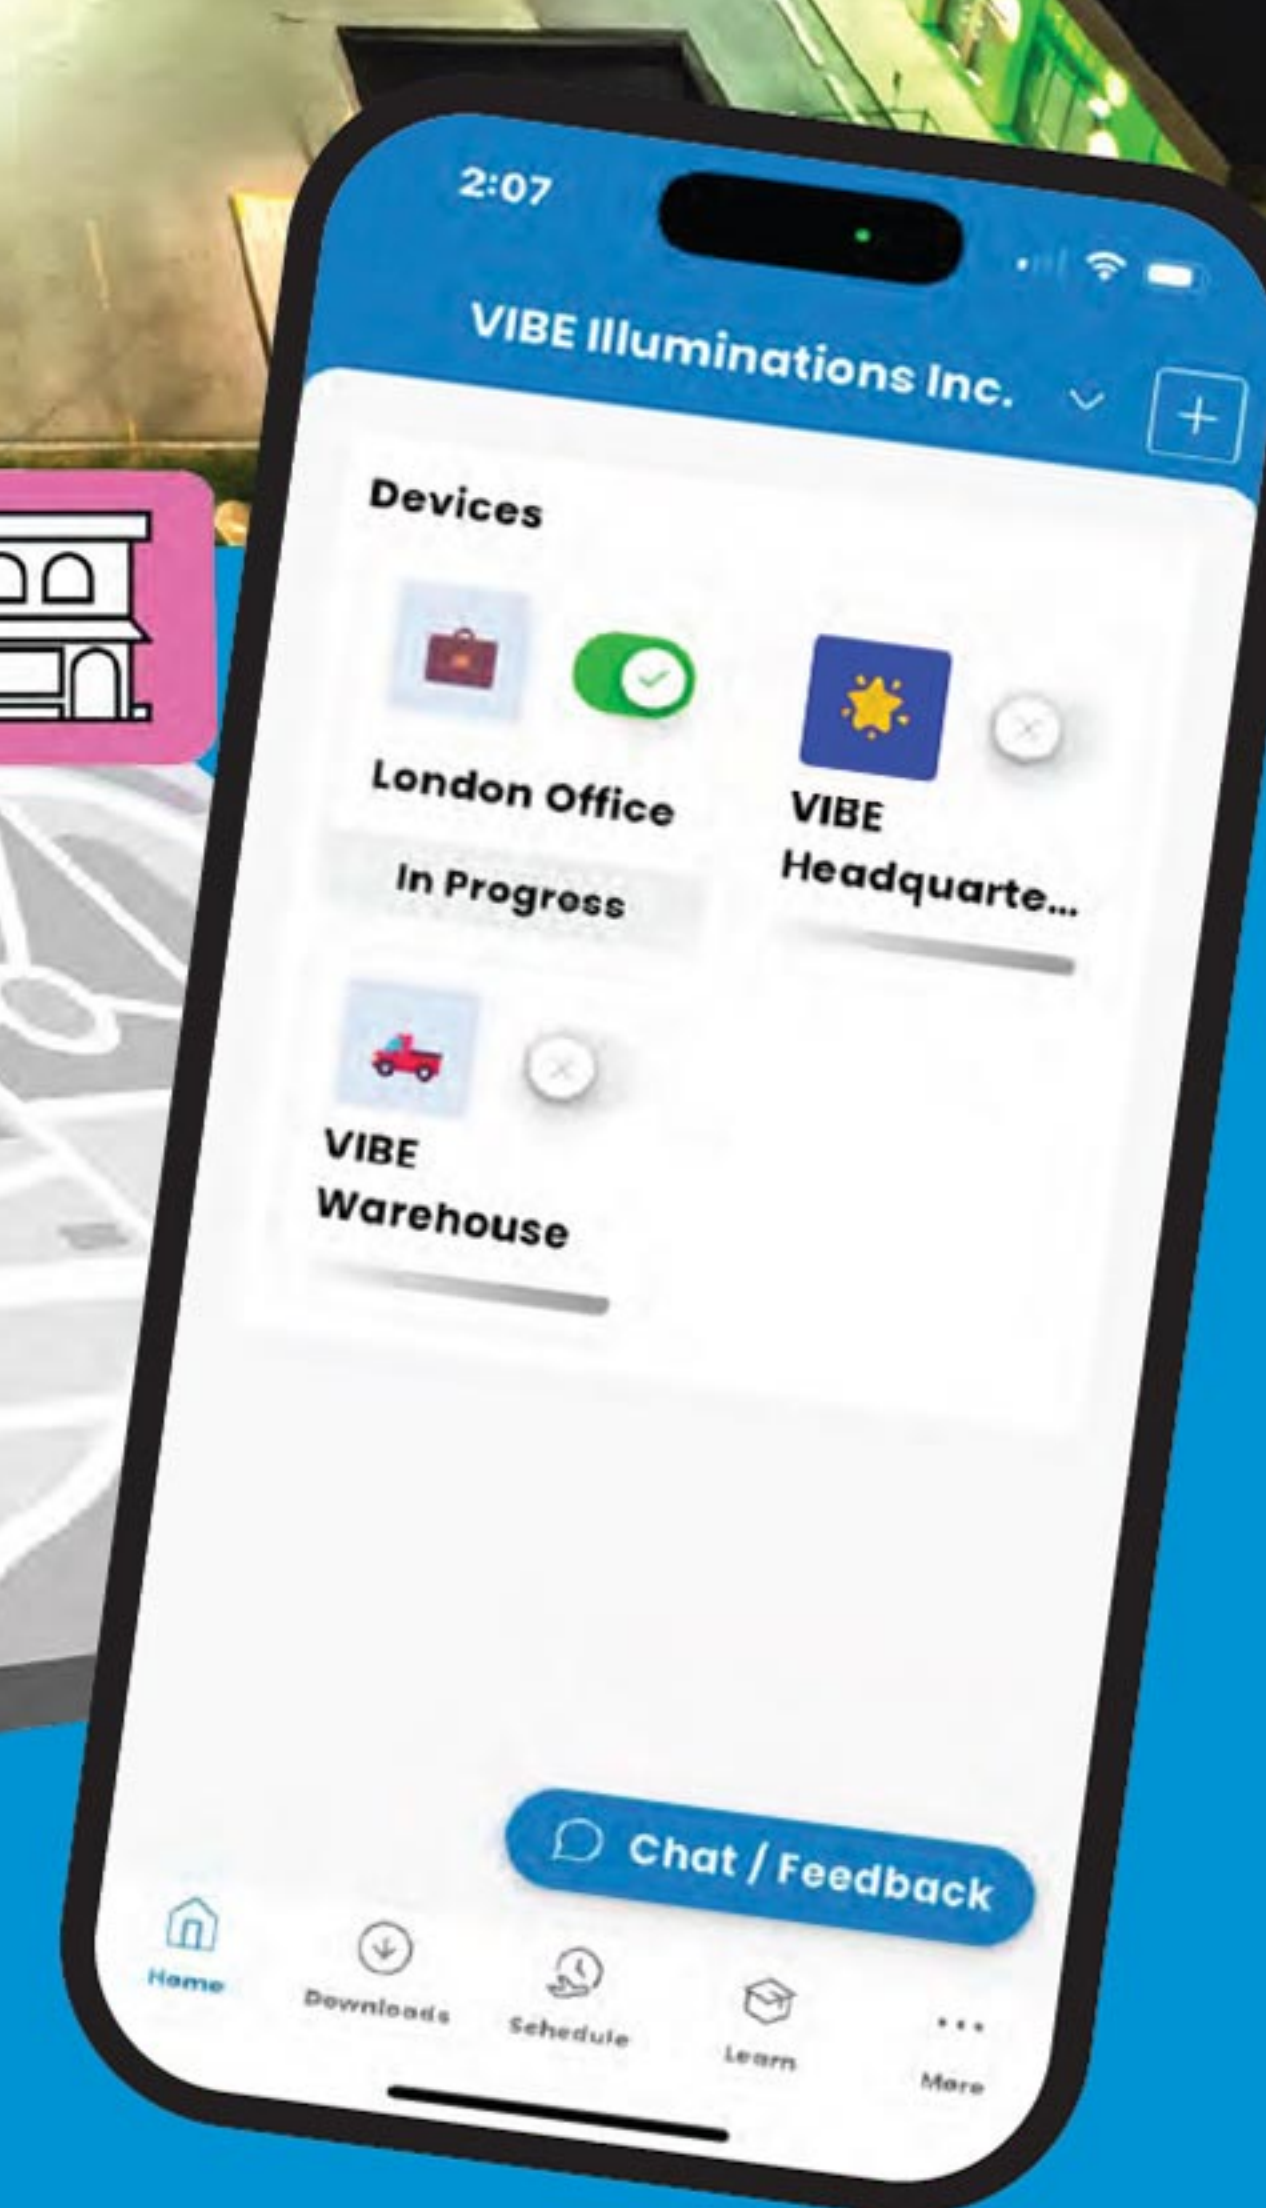 2:07
VIBE Illuminations Inc.
Devices
London Office
In Progress
VIBE
Headquarte...
VIBE
Warehouse
Chat / Feedback
Home
Downloads
Schedule
Learn
More